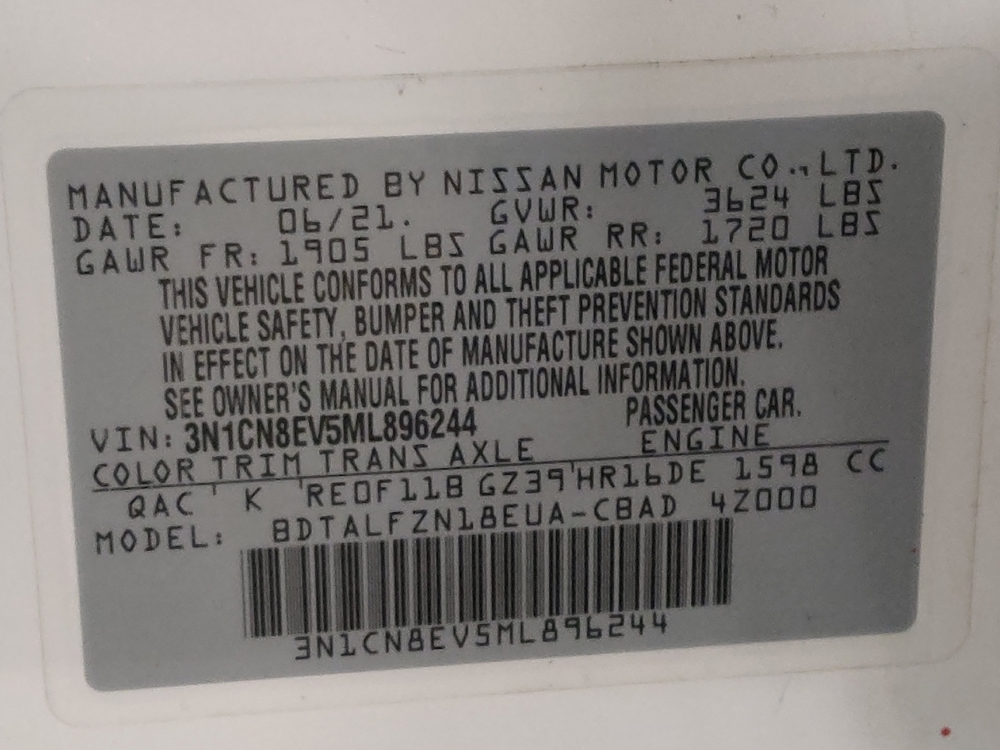 MANUFACTURED BY NISSAN MOTOR CO., LTD.
DATE: 06/21. GVWR: 3624 LBS
GAWR FR: 1905 LBS GAWR RR: 1720 LBS
THIS VEHICLE CONFORMS TO ALL APPLICABLE FEDERAL MOTOR
VEHICLE SAFETY, BUMPER AND THEFT PREVENTION STANDARDS
IN EFFECT ON THE DATE OF MANUFACTURE SHOWN ABOVE.
SEE OWNER'S MANUAL FOR ADDITIONAL INFORMATION.
VIN: 3N1CN8EV5ML896244 PASSENGER CAR.
COLOR TRIM TRANS AXLE ENGINE
QAC K RE0F11B GZ39 HR16DE 1598 CC
MODEL: BDTALFZN18EUA-CBAD 4Z000
3N1CN8EV5ML896244